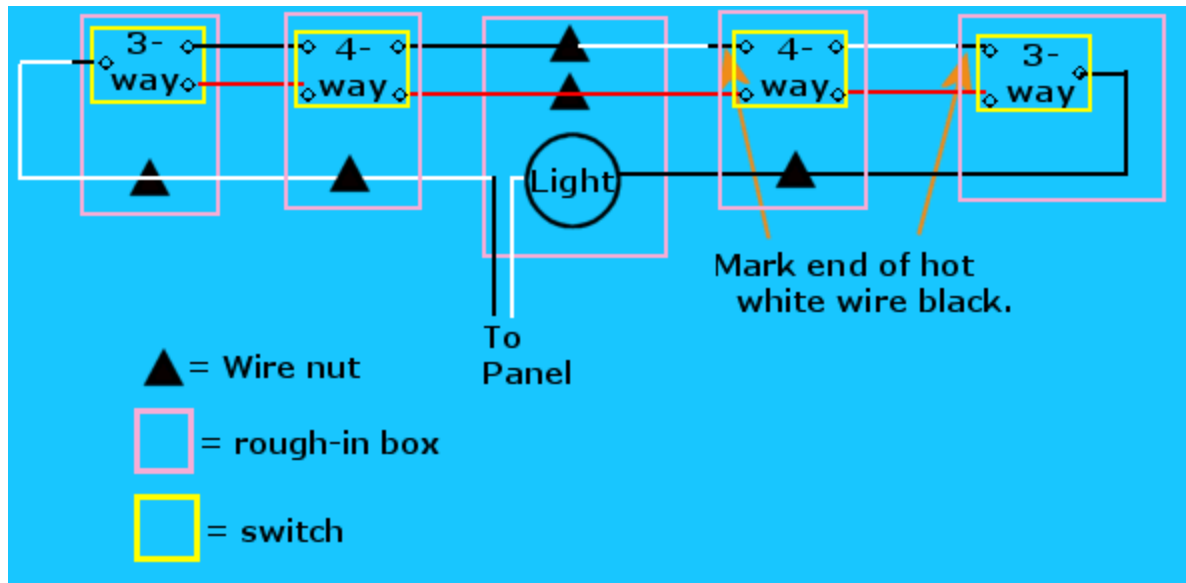 3-
way
4-
way
4-
way
3-
way
Light
Mark end of hot
white wire black.
To
Panel
= Wire nut
= rough-in box
= switch